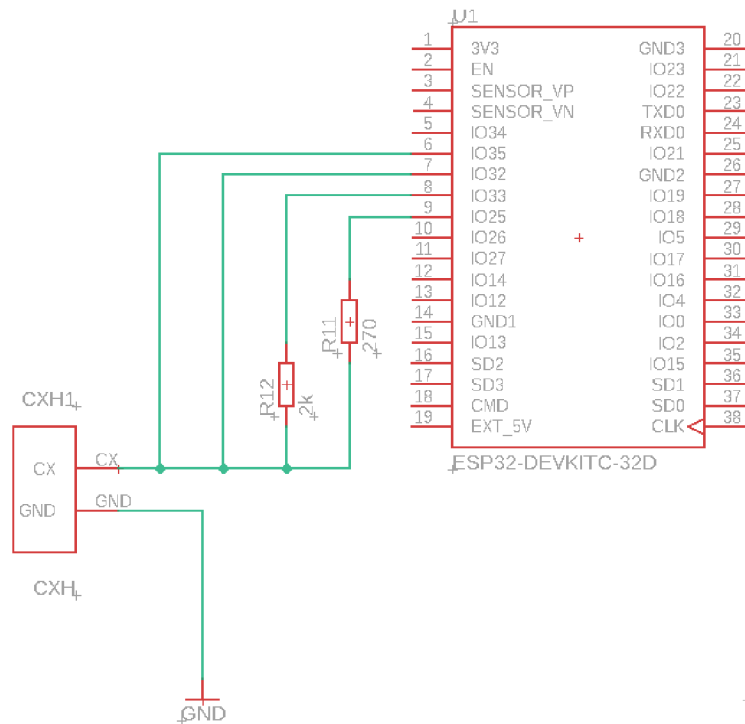 U1
1 3V3 GND3 20
2 EN IO23 21
3 SENSOR_VP IO22 22
4 SENSOR_VN TXD0 23
5 IO34 RXD0 24
6 IO35 IO21 25
7 IO32 GND2 26
8 IO33 IO19 27
9 IO25 IO18 28
10 IO26 IO5 29
11 IO27 IO17 30
12 IO14 IO16 31
13 IO12 IO4 32
14 GND1 IO0 33
15 IO13 IO2 34
16 SD2 IO15 35
17 SD3 SD1 36
18 CMD SD0 37
19 EXT_5V CLK 38
ESP32-DEVKITC-32D
R11
270
R12
2k
CXH1
CX CX
GND GND
CXH
GND